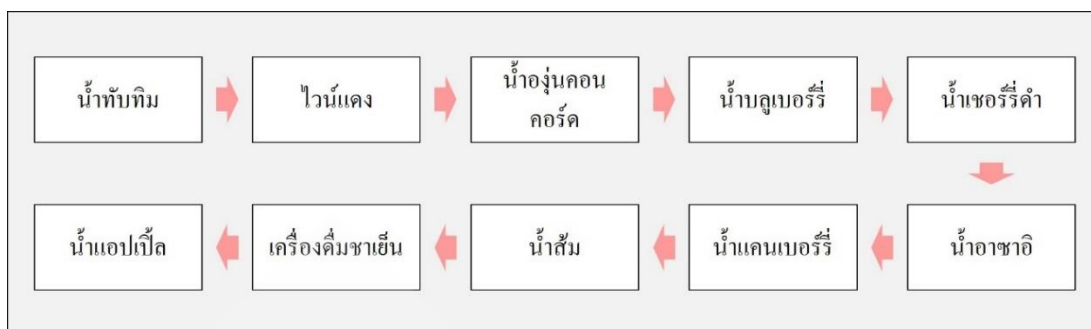 น้ำทับทิม
ไวน์แดง
น้ำองุ่นคอน
คอร์ด
น้ำบลูเบอร์รี่
น้ำเชอร์รี่ดำ
น้ำอาซาอิ
น้ำแคนเบอร์รี่
น้ำส้ม
เครื่องดื่มชาเย็น
น้ำแอปเปิ้ล